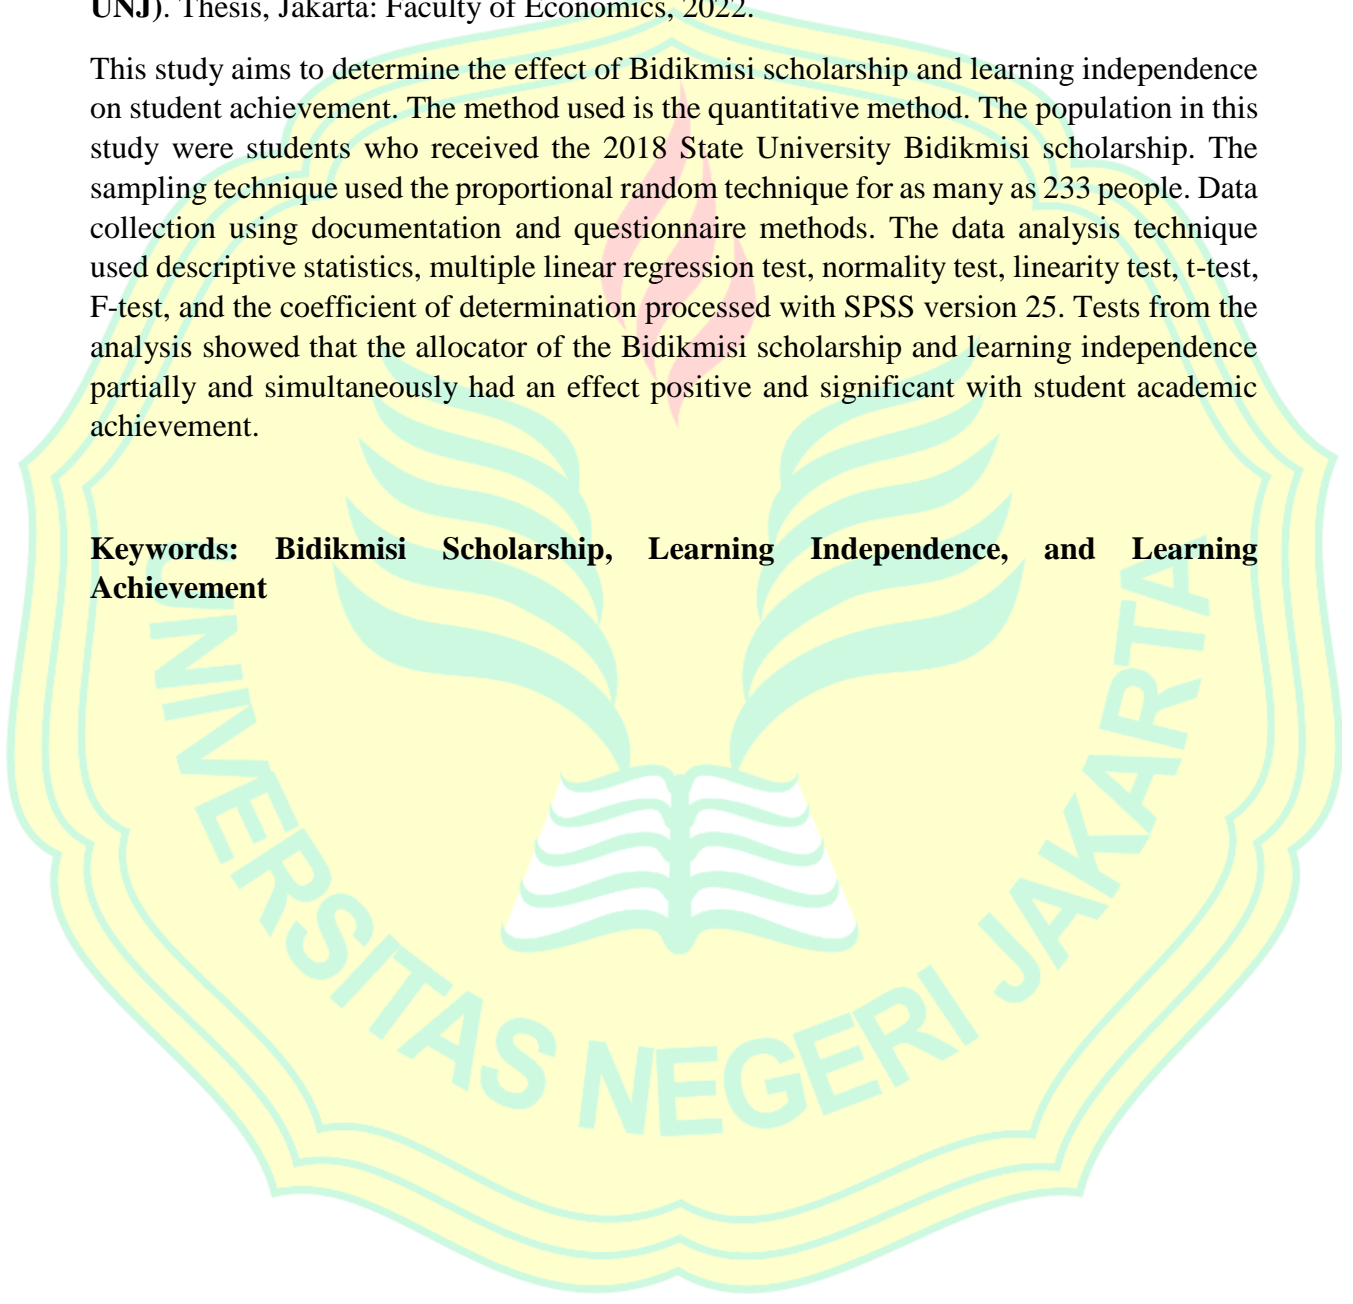 UNJ). Thesis, Jakarta: Faculty of Economics, 2022.
This study aims to determine the effect of Bidikmisi scholarship and learning independence
on student achievement. The method used is the quantitative method. The population in this
study were students who received the 2018 State University Bidikmisi scholarship. The
sampling technique used the proportional random technique for as many as 233 people. Data
collection using documentation and questionnaire methods. The data analysis technique
used descriptive statistics, multiple linear regression test, normality test, linearity test, t-test,
F-test, and the coefficient of determination processed with SPSS version 25. Tests from the
analysis showed that the allocator of the Bidikmisi scholarship and learning independence
partially and simultaneously had an effect positive and significant with student academic
achievement.
Keywords: Bidikmisi Scholarship, Learning Independence, and Learning
Achievement
UNIVERSITAS NEGERI JAKARTA